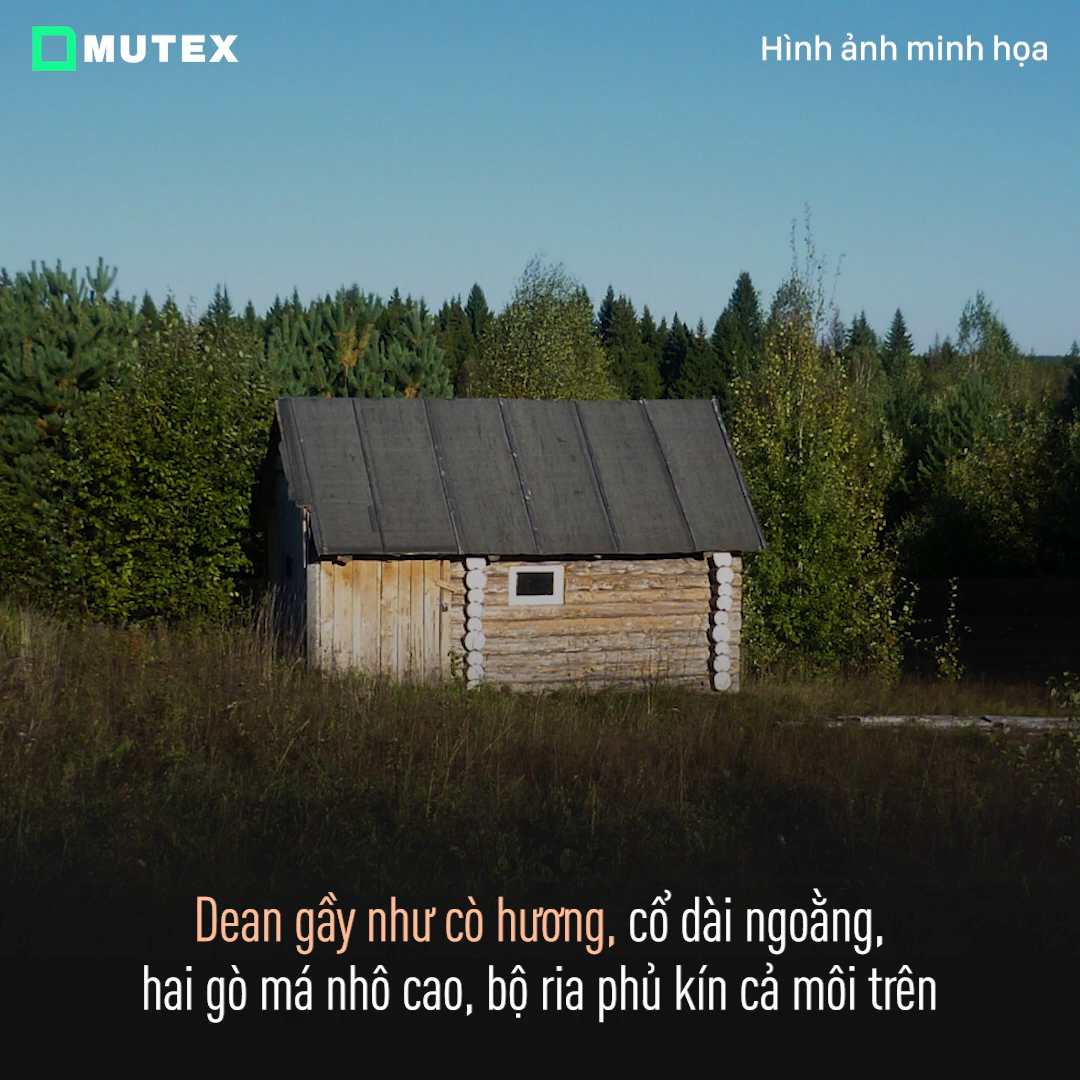 MUTEX
Hình ảnh minh họa
Dean gầy như cò hương, cổ dài ngoằng,
hai gò má nhô cao, bộ ria phủ kín cả môi trên